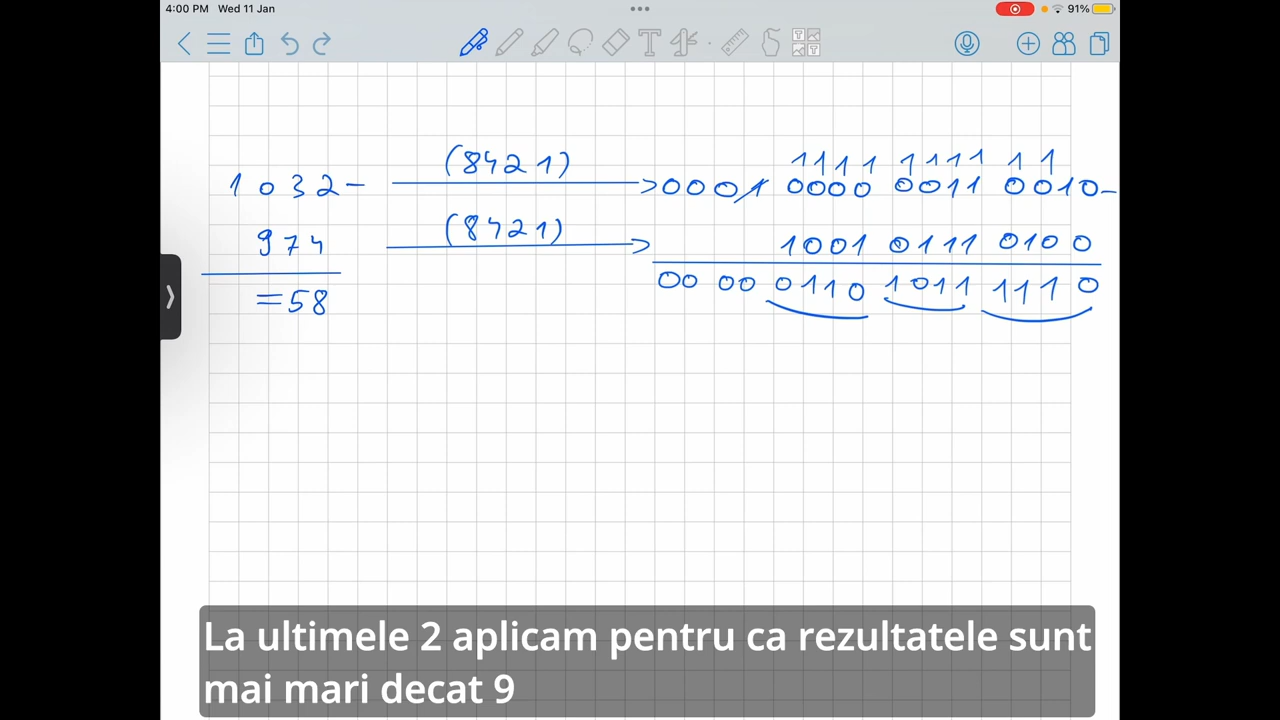 4:00 PM Wed 11 Jan
91%
(8421) 1111 1111 11
1032- 0001 0000 0011 0010-
(8421)
974 1001 0111 0100
=58 0000 0110 1011 1110
La ultimele 2 aplicam pentru ca rezultatele sunt
mai mari decat 9